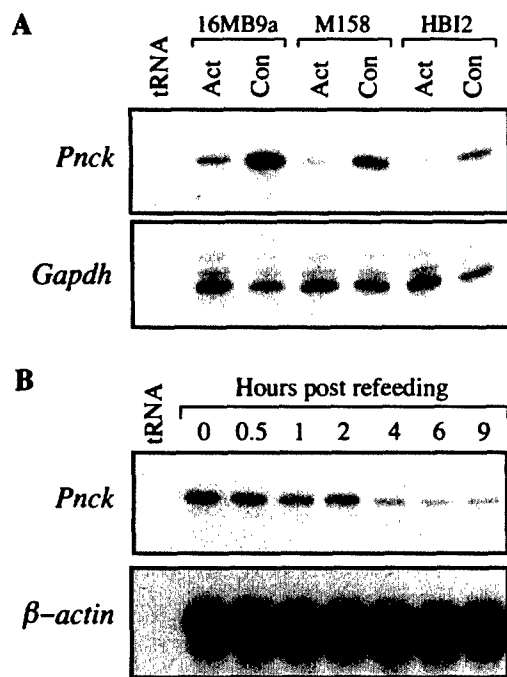 A
16MB9a M158 HBI2
tRNA Act Con Act Con Act Con
Pnck
Gapdh
B
tRNA Hours post refeeding
0 0.5 1 2 4 6 9
Pnck
β-actin